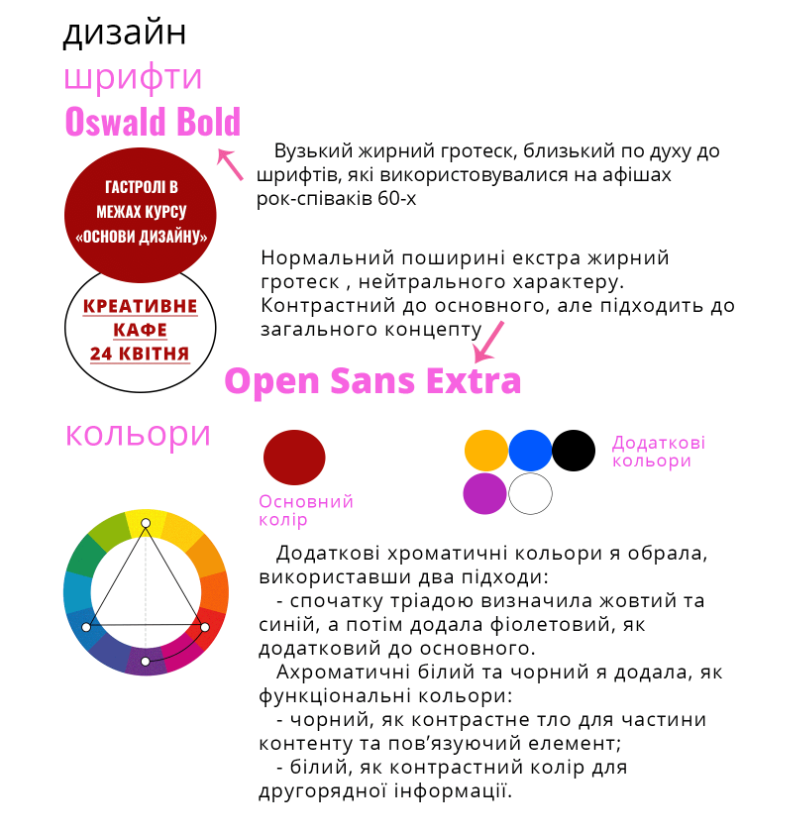 дизайн
шрифти
Oswald Bold
Вузький жирний гротеск, близький по духу до
шрифтів, які використовувалися на афішах
рок-співаків 60-х
ГАСТРОЛІ В
МЕЖАХ КУРСУ
«ОСНОВИ ДИЗАЙНУ»
Нормальний поширині екстра жирний
гротеск , нейтрального характеру.
Контрастний до основного, але підходить до
загального концепту
КРЕАТИВНЕ
КАФЕ
24 КВІТНЯ
Open Sans Extra
кольори
Основний
колір
Додаткові
кольори
Додаткові хроматичні кольори я обрала,
використавши два підходи:
- спочатку тріадою визначила жовтий та
синій, а потім додала фіолетовий, як
додатковий до основного.
Ахроматичні білий та чорний я додала, як
функціональні кольори:
- чорний, як контрастне тло для частини
контенту та пов’язуючий елемент;
- білий, як контрастний колір для
другорядної інформації.